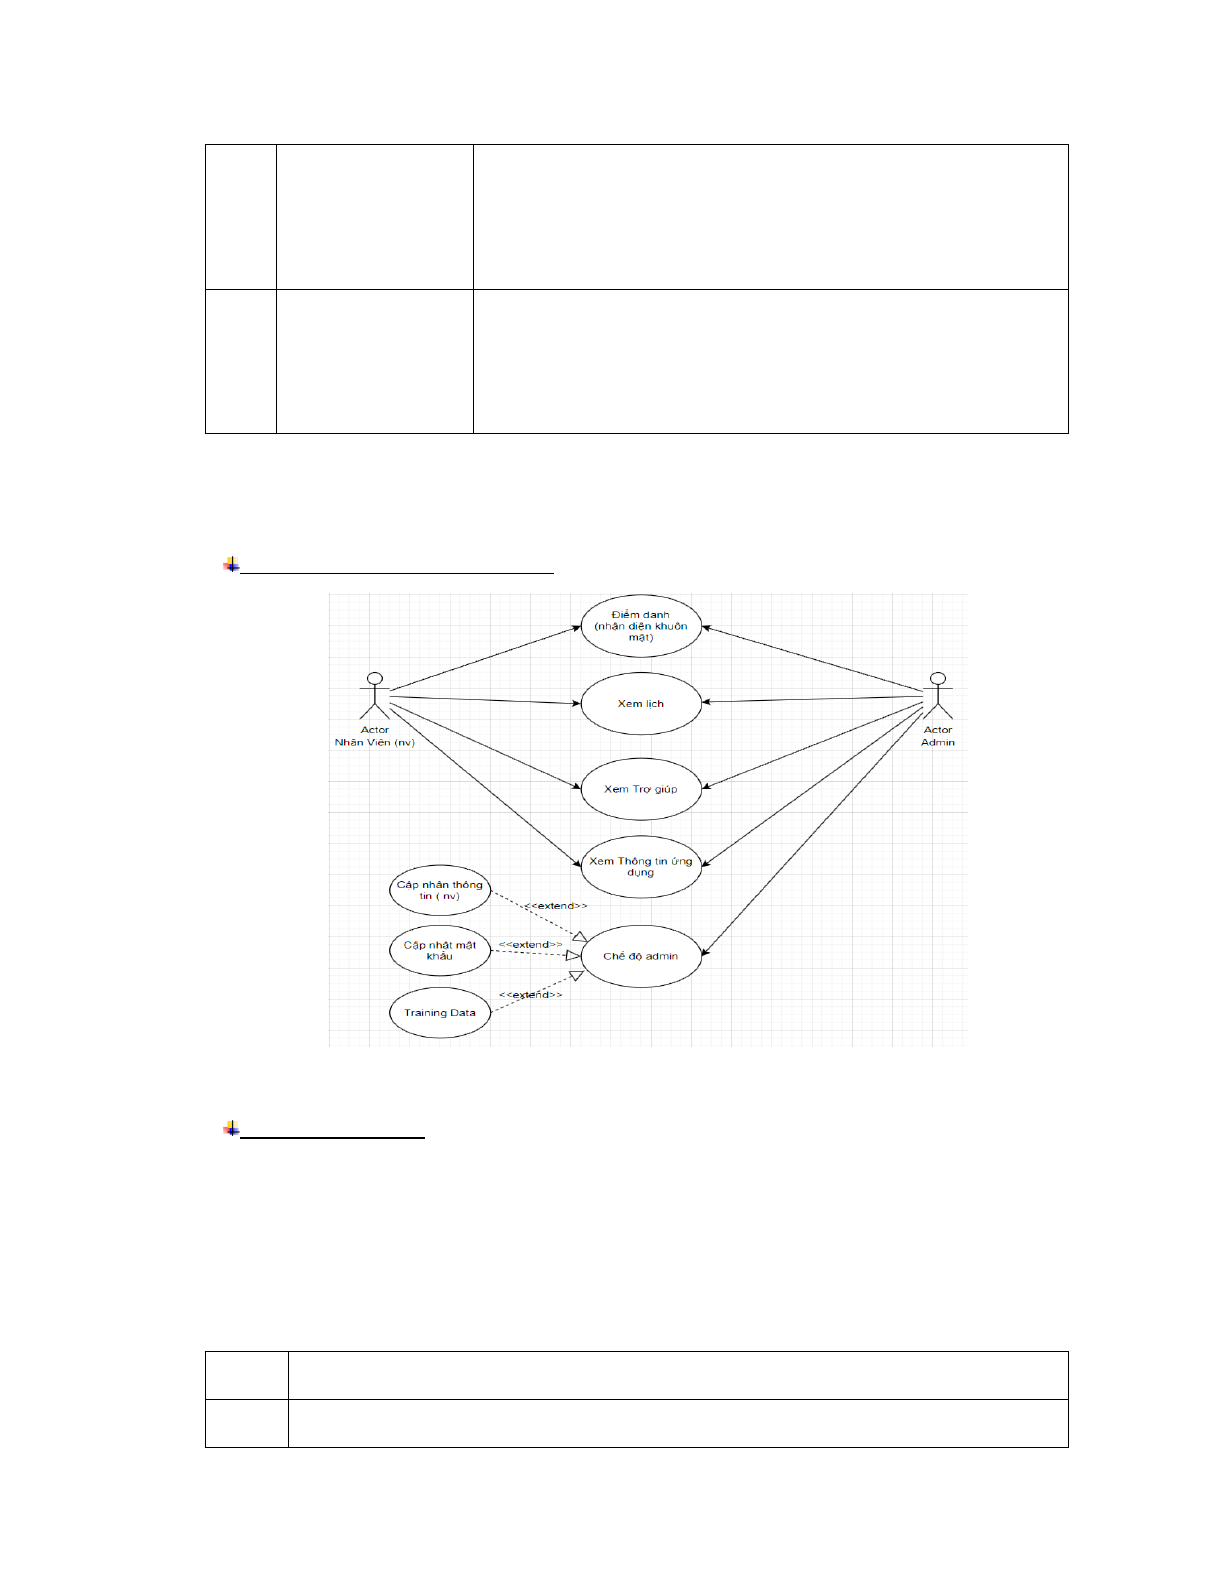 Điểm danh
(nhận diện khuôn
mặt)
Xem lịch
Actor
Nhân Viên (nv)
Actor
Admin
Xem Trợ giúp
Xem Thông tin ứng
dụng
Cập nhân thông
tin ( nv)
<<extend>>
Cập nhật mật
khẩu
<<extend>>
Chế độ admin
<<extend>>
Training Data